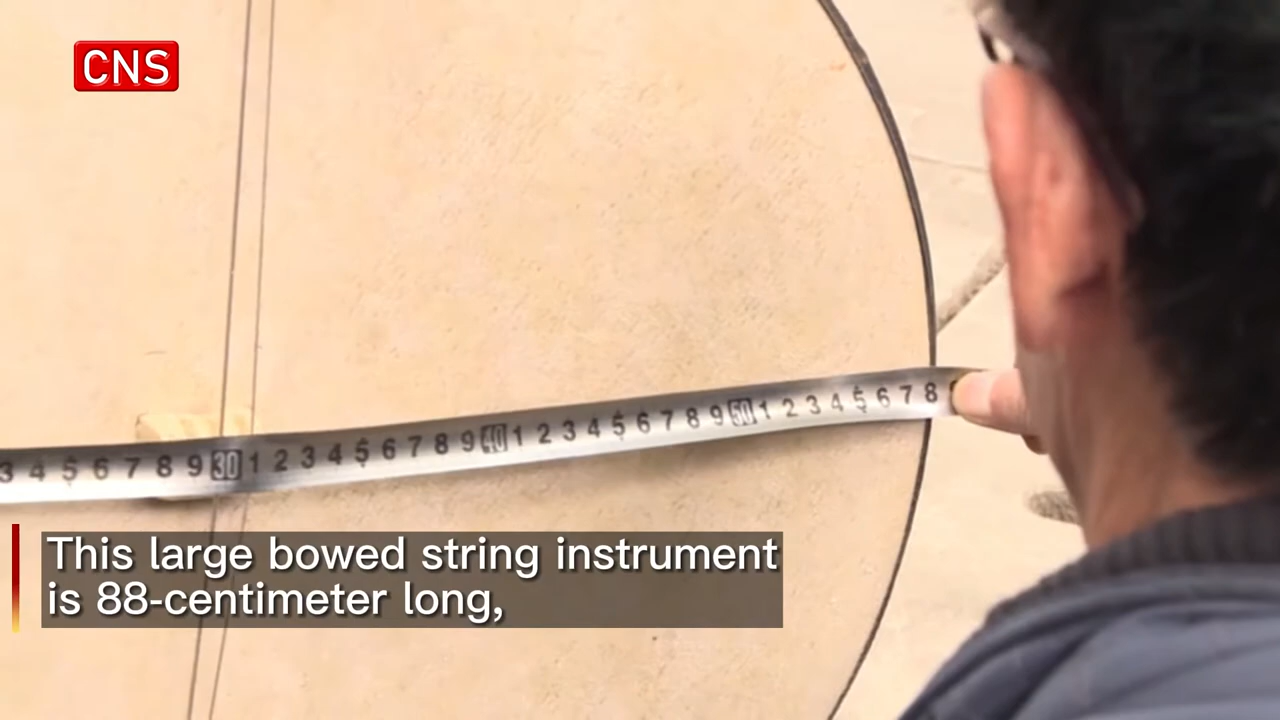 CNS
3 4 5 6 7 8 9 30 1 2 3 4 5 6 7 8 9 40 1 2 3 4 5 6 7 8 9 50 1 2 3 4 5 6 7 8
This large bowed string instrument
is 88-centimeter long,